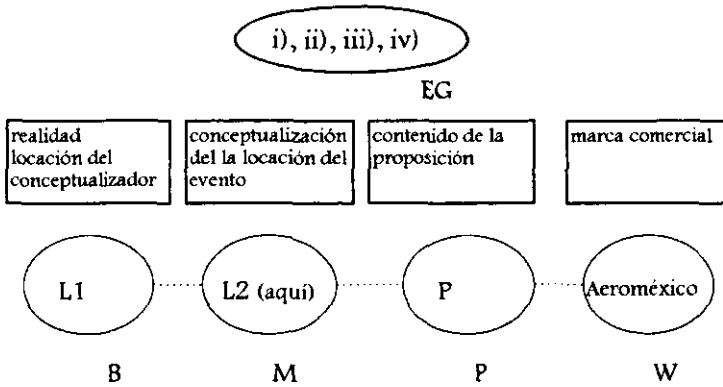 i), ii), iii), iv)
EG
realidad
locación del
conceptualizador
conceptualización
del la locación del
evento
contenido de la
proposición
marca comercial
L1
L2 (aquí)
P
Aeroméxico
B
M
P
W